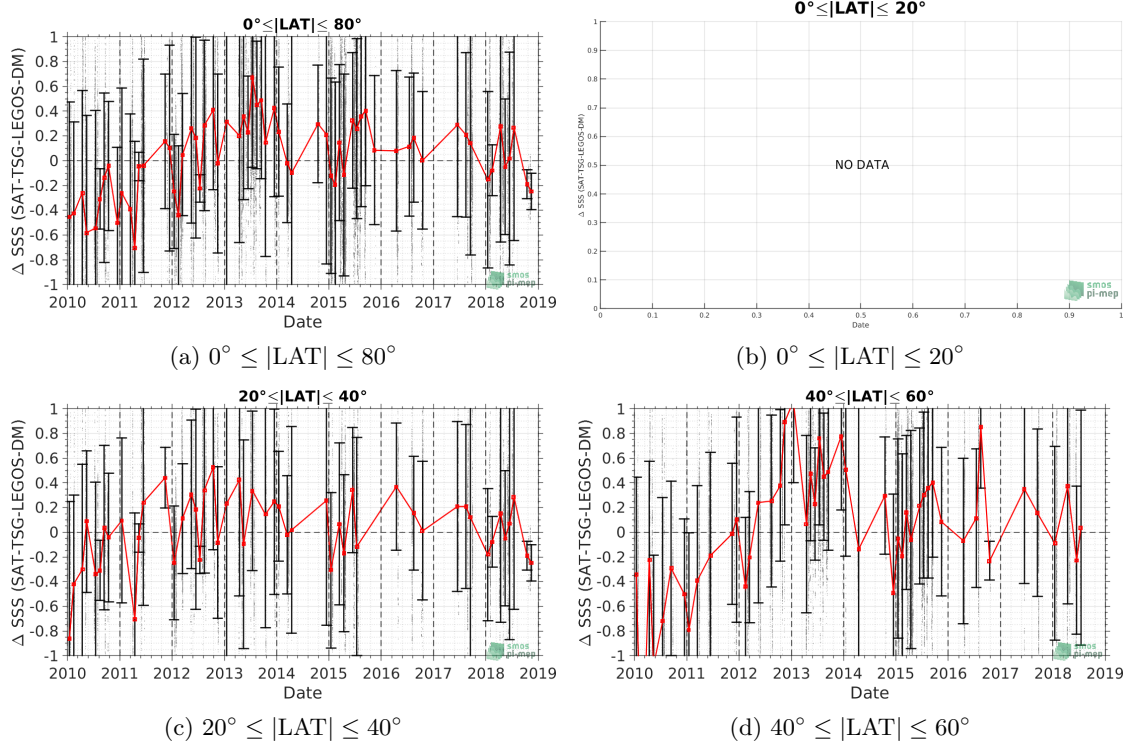 0°≤|LAT|≤ 80°
1
0.8
0.6
0.4
0.2
0
-0.2
-0.4
-0.6
-0.8
-1
Δ SSS (SAT-TSG-LEGOS-DM)
2010 2011 2012 2013 2014 2015 2016 2017 2018 2019
Date
smos
pi-mep
(a) 0° ≤ |LAT| ≤ 80°
0°≤|LAT|≤ 20°
1
0.9
0.8
0.7
0.6
0.5
0.4
0.3
0.2
0.1
0
Δ SSS (SAT-TSG-LEGOS-DM)
NO DATA
0 0.1 0.2 0.3 0.4 0.5 0.6 0.7 0.8 0.9 1
Date
smos
pi-mep
(b) 0° ≤ |LAT| ≤ 20°
20°≤|LAT|≤ 40°
1
0.8
0.6
0.4
0.2
0
-0.2
-0.4
-0.6
-0.8
-1
Δ SSS (SAT-TSG-LEGOS-DM)
2010 2011 2012 2013 2014 2015 2016 2017 2018 2019
Date
smos
pi-mep
(c) 20° ≤ |LAT| ≤ 40°
40°≤|LAT|≤ 60°
1
0.8
0.6
0.4
0.2
0
-0.2
-0.4
-0.6
-0.8
-1
Δ SSS (SAT-TSG-LEGOS-DM)
2010 2011 2012 2013 2014 2015 2016 2017 2018 2019
Date
smos
pi-mep
(d) 40° ≤ |LAT| ≤ 60°